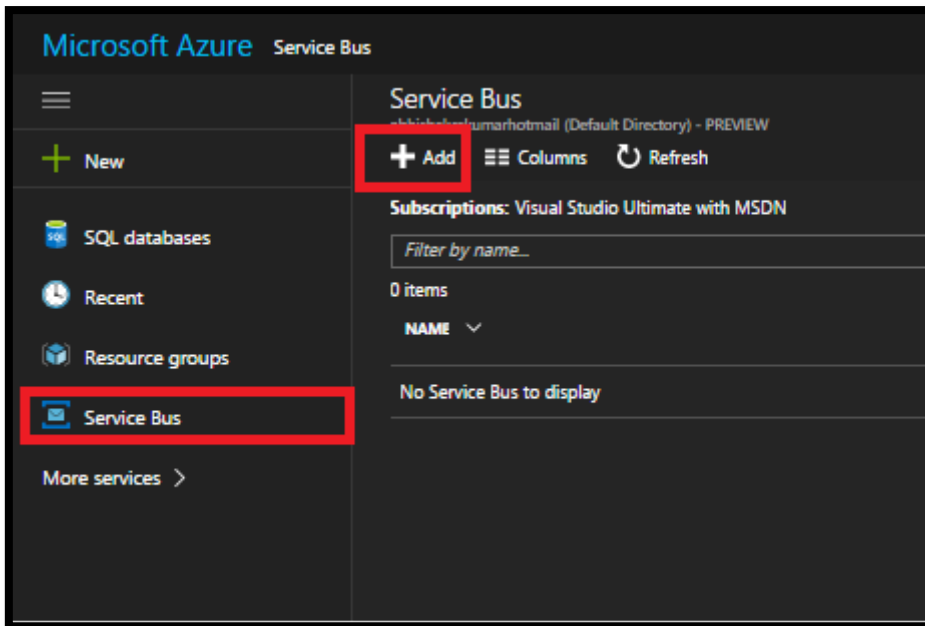 Microsoft Azure Service Bus
New
SQL databases
Recent
Resource groups
Service Bus
More services
Service Bus
(Default Directory) - PREVIEW
Add Columns Refresh
Subscriptions: Visual Studio Ultimate with MSDN
Filter by name...
0 items
NAME
No Service Bus to display